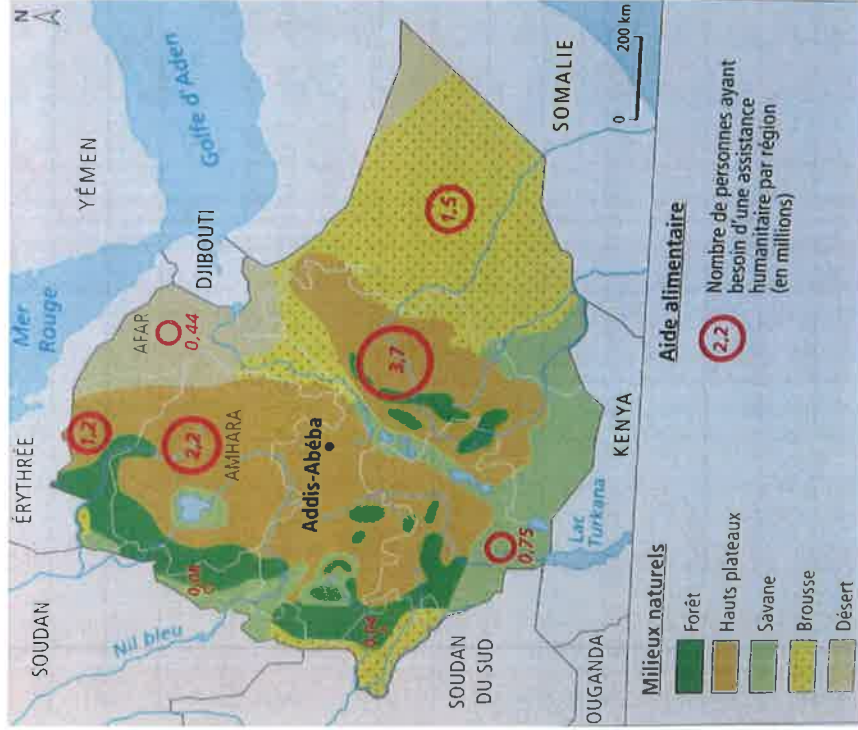 N
Mer
Rouge
YÉMEN
Golfe d'Aden
ÉRYTHRÉE
SOUDAN
AFAR
0,44
DJIBOUTI
1,2
2,2
AMHARA
Nil bleu
Addis-Abéba
3,7
1,5
SOMALIE
0,75
SOUDAN
DU SUD
Lac
Turkana
OUGANDA
KENYA
0
200 km
Milieux naturels
Forêt
Hauts plateaux
Savane
Brousse
Désert
Aide alimentaire
2,2
Nombre de personnes ayant
besoin d'une assistance
humanitaire par région
(en millions)